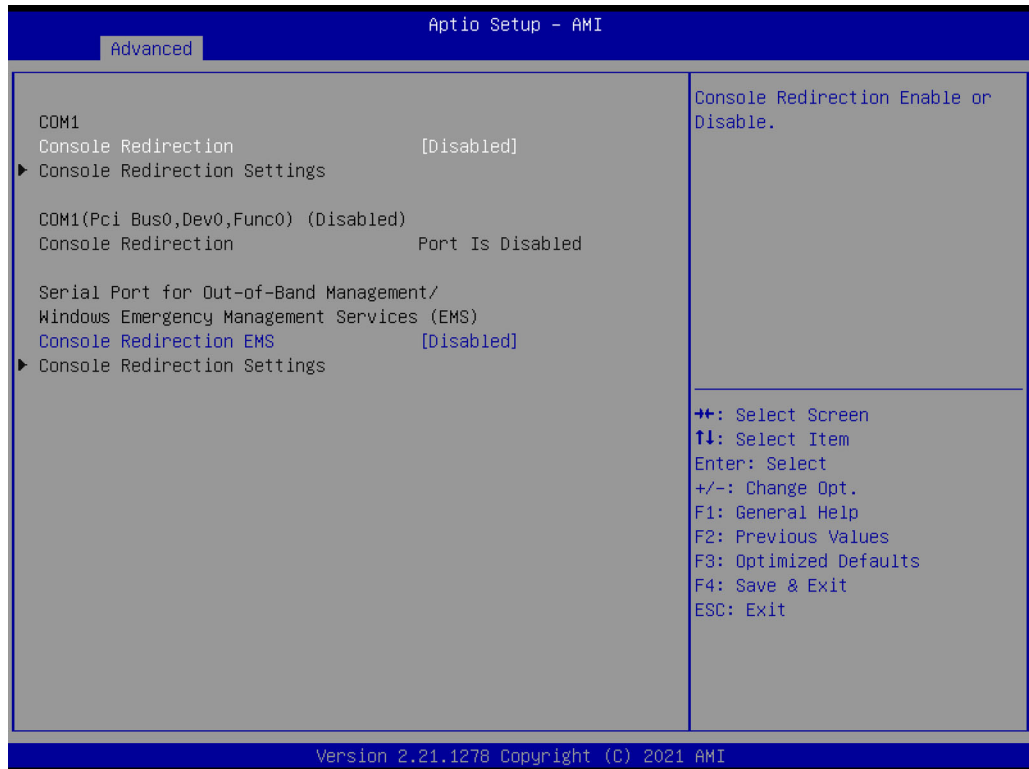 Aptio Setup – AMI
Advanced
COM1
Console Redirection [Disabled]
▶ Console Redirection Settings
COM1(Pci Bus0,Dev0,Func0) (Disabled)
Console Redirection Port Is Disabled
Serial Port for Out-of-Band Management/
Windows Emergency Management Services (EMS)
Console Redirection EMS [Disabled]
▶ Console Redirection Settings
Console Redirection Enable or
Disable.
→←: Select Screen
↑↓: Select Item
Enter: Select
+/-: Change Opt.
F1: General Help
F2: Previous Values
F3: Optimized Defaults
F4: Save & Exit
ESC: Exit
Version 2.21.1278 Copyright (C) 2021 AMI